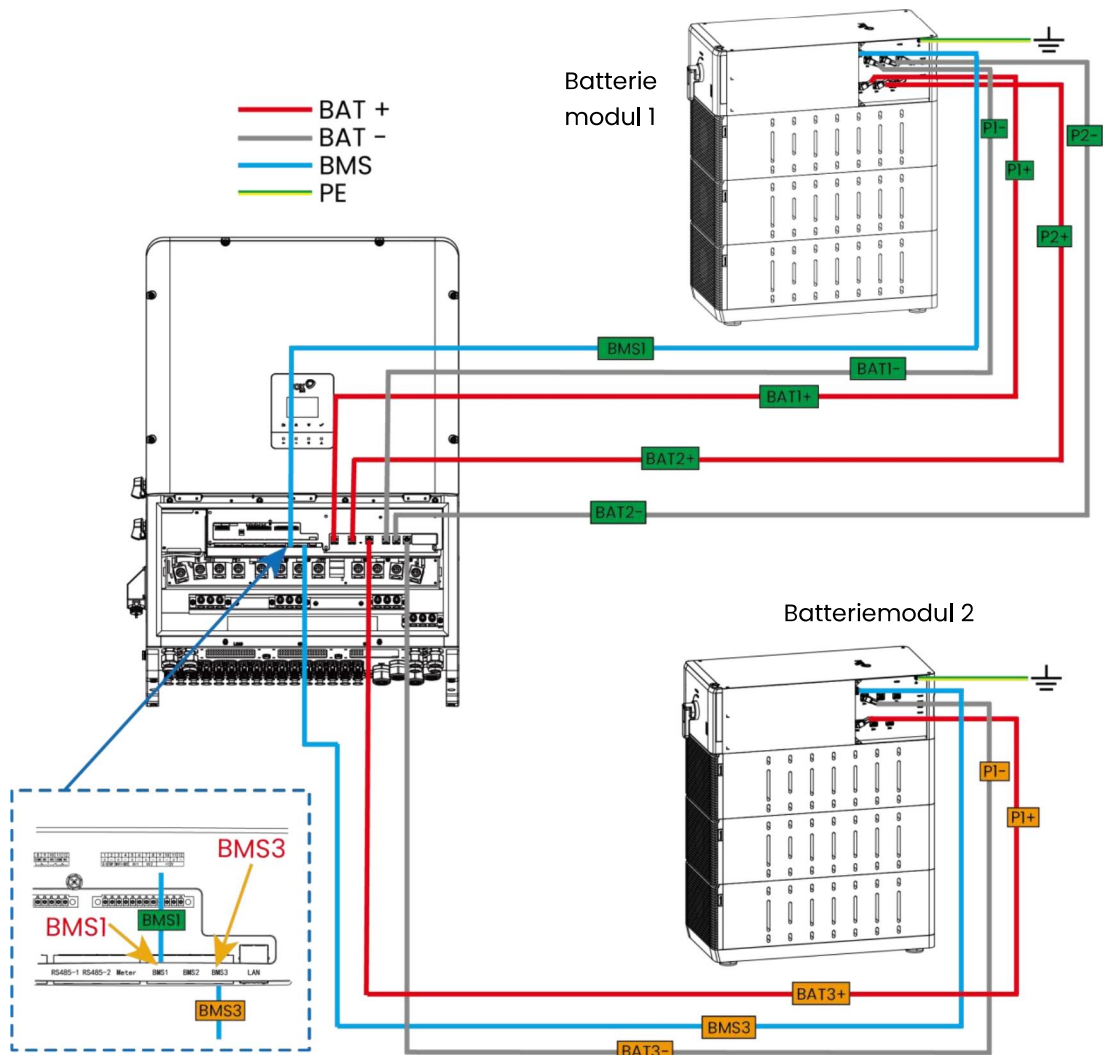 Batterie
modul 1
BAT +
BAT -
BMS
PE
P1-
P2-
P1+
P2+
BMS1
BAT1-
BAT1+
BAT2+
BAT2-
Batteriemodul 2
P1-
P1+
BMS3
BMS1
BMS1
RS485-1 RS485-2 Meter BMS1 BMS2 BMS3 LAN
BMS3
BAT3+
BMS3
BAT3-